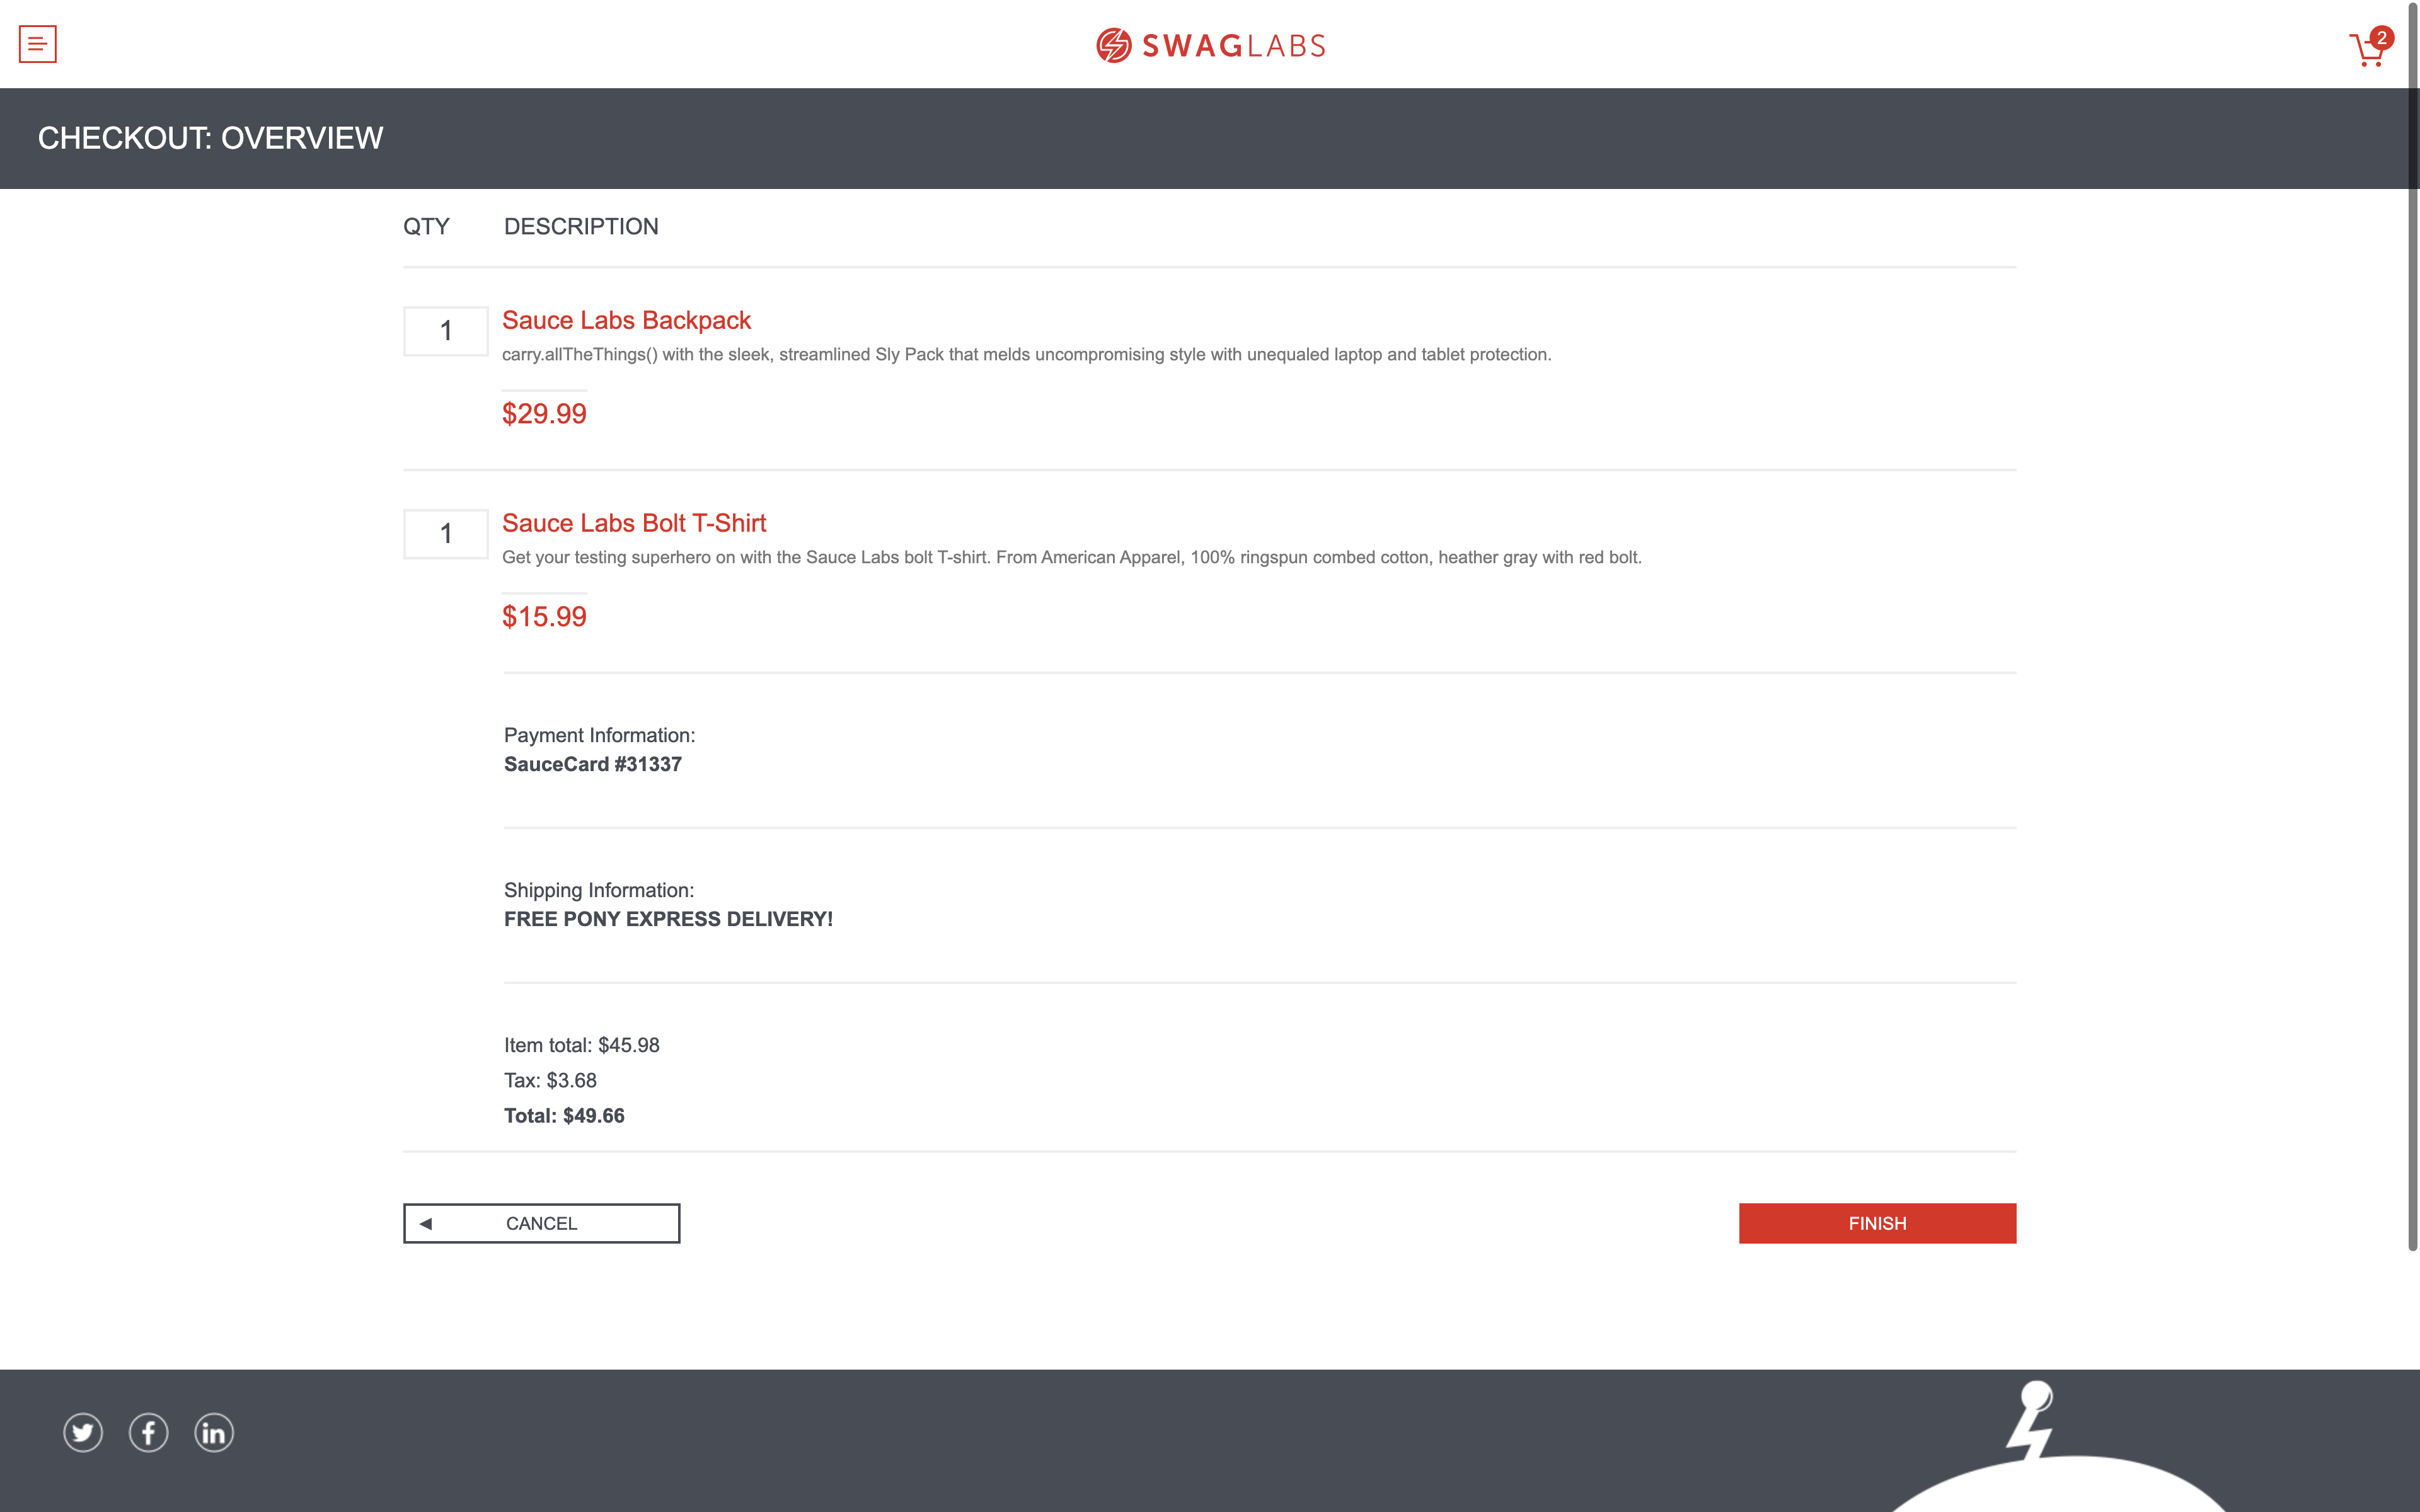 SWAGLABS
2
CHECKOUT: OVERVIEW
QTY DESCRIPTION
1 Sauce Labs Backpack
carry.allTheThings() with the sleek, streamlined Sly Pack that melds uncompromising style with unequaled laptop and tablet protection.
$29.99
1 Sauce Labs Bolt T-Shirt
Get your testing superhero on with the Sauce Labs bolt T-shirt. From American Apparel, 100% ringspun combed cotton, heather gray with red bolt.
$15.99
Payment Information:
SauceCard #31337
Shipping Information:
FREE PONY EXPRESS DELIVERY!
Item total: $45.98
Tax: $3.68
Total: $49.66
CANCEL FINISH